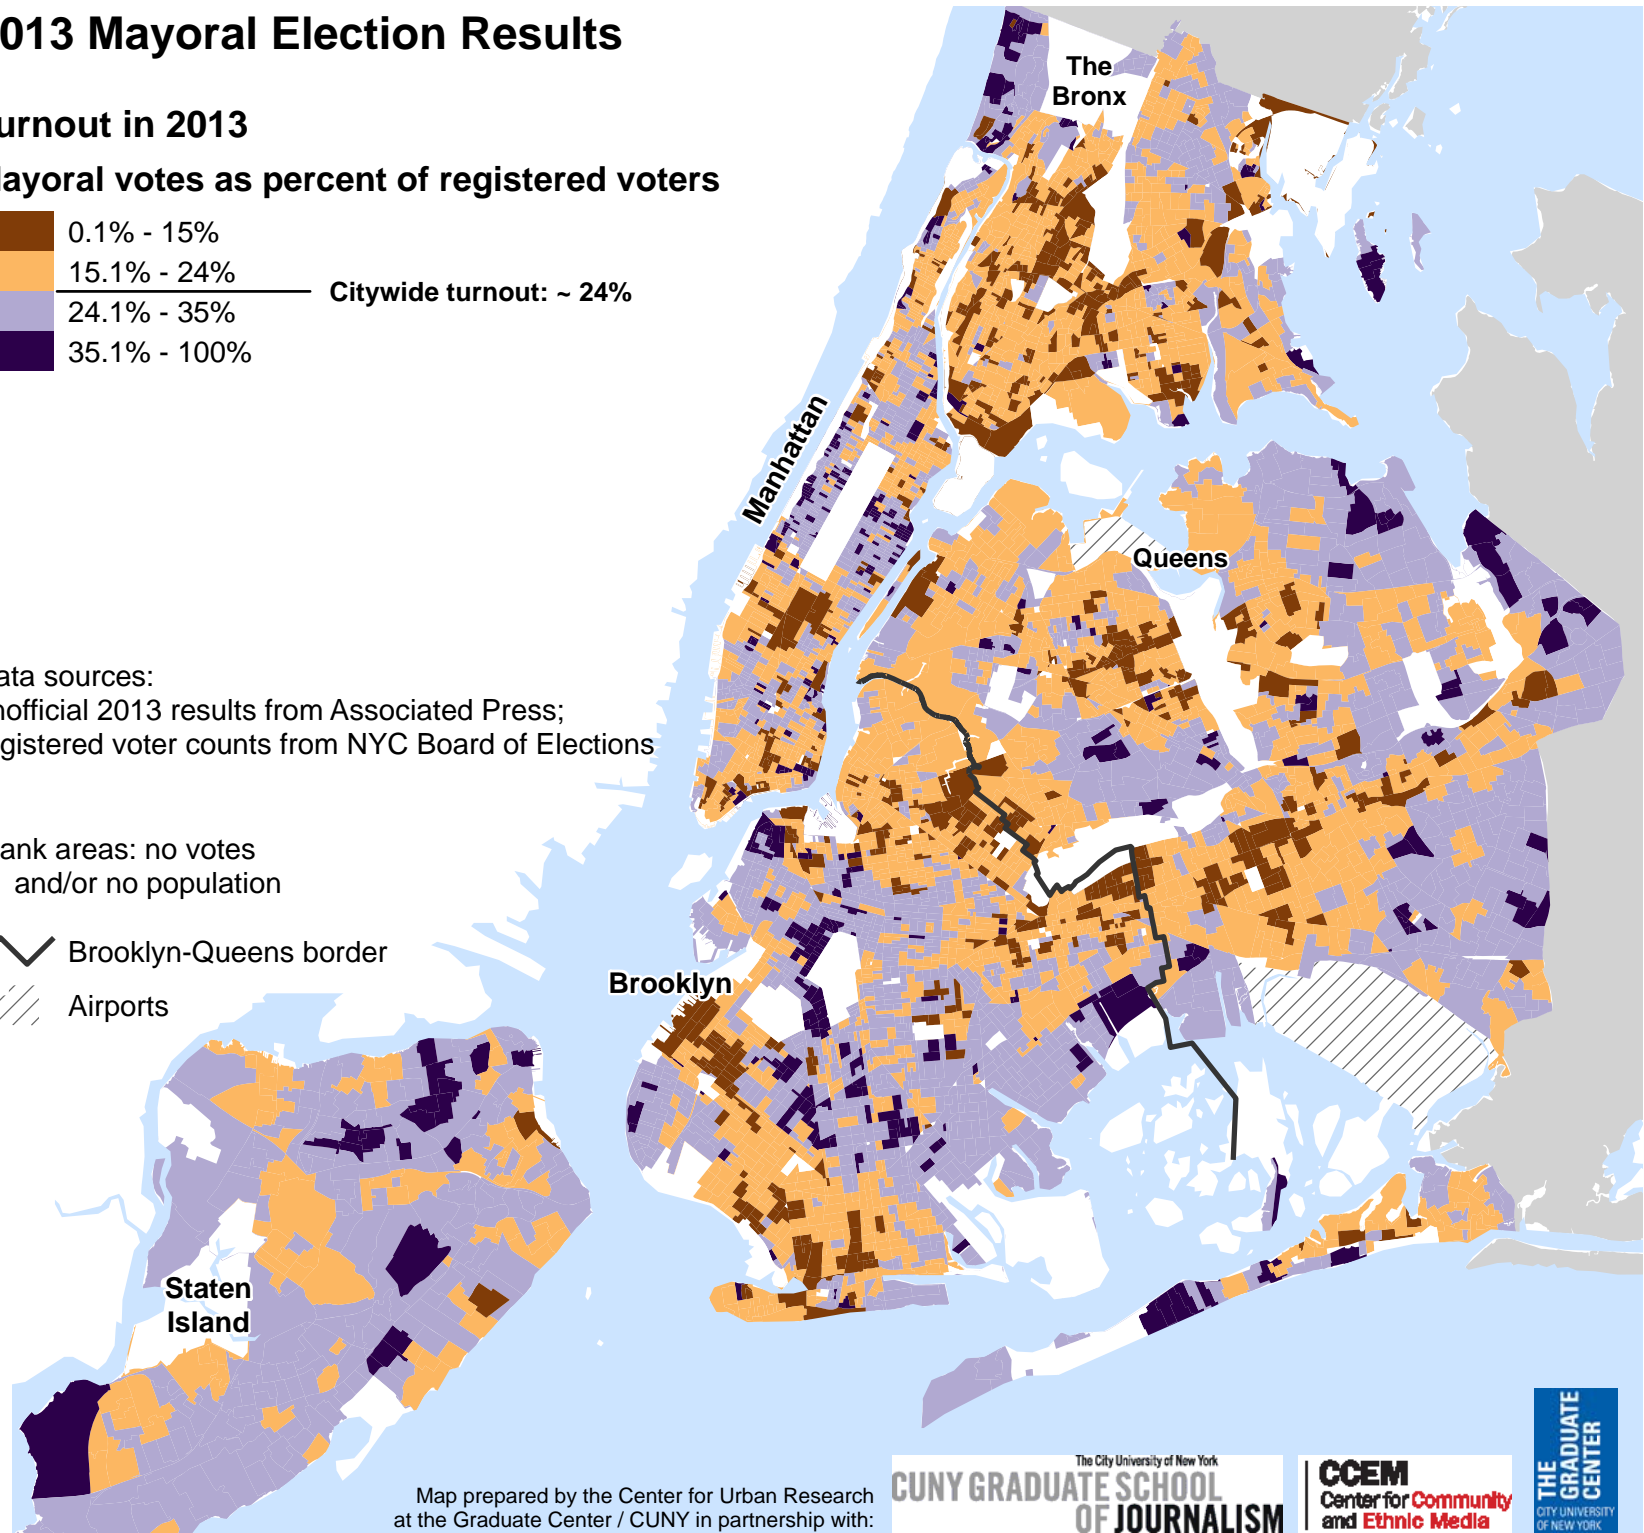 013 Mayoral Election Results
urnout in 2013
layoral votes as percent of registered voters
0.1% - 15%
15.1% - 24%
24.1% - 35%
35.1% - 100%
Citywide turnout: ~ 24%
ata sources:
nofficial 2013 results from Associated Press;
egistered voter counts from NYC Board of Elections
ank areas: no votes
and/or no population
Brooklyn-Queens border
Airports
The
Bronx
Manhattan
Queens
Brooklyn
Staten
Island
Map prepared by the Center for Urban Research
at the Graduate Center / CUNY in partnership with:
The City University of New York
CUNY GRADUATE SCHOOL
OF JOURNALISM
CCEM
Center for Community
and Ethnic Media
THE
GRADUATE
CENTER
CITY UNIVERSITY
OF NEW YORK